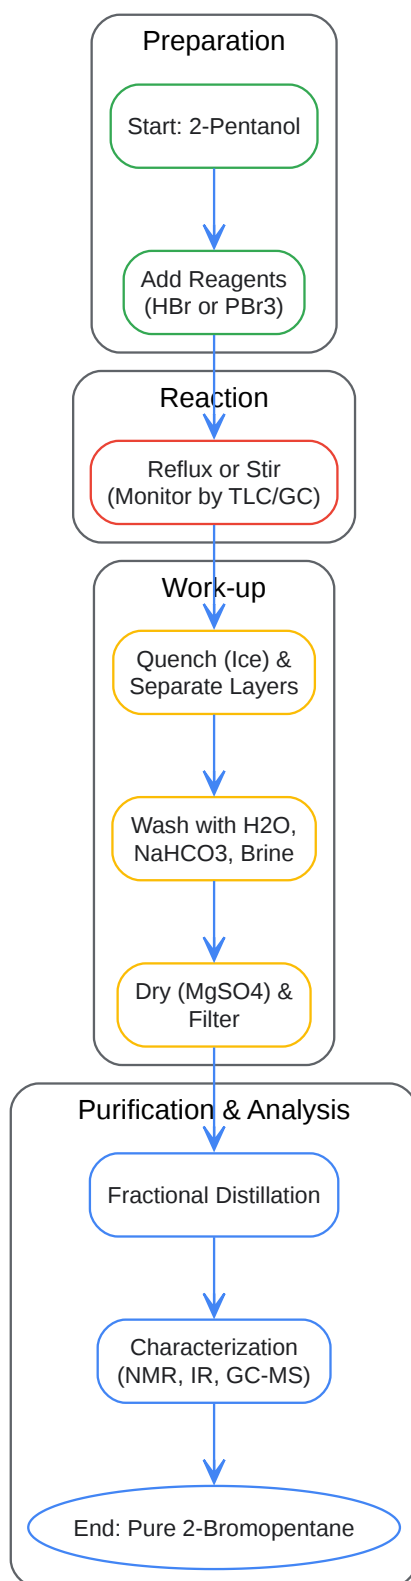 Preparation
Start: 2-Pentanol
Add Reagents
(HBr or PBr3)
Reaction
Reflux or Stir
(Monitor by TLC/GC)
Work-up
Quench (Ice) &
Separate Layers
Wash with H2O,
NaHCO3, Brine
Dry (MgSO4) &
Filter
Purification & Analysis
Fractional Distillation
Characterization
(NMR, IR, GC-MS)
End: Pure 2-Bromopentane